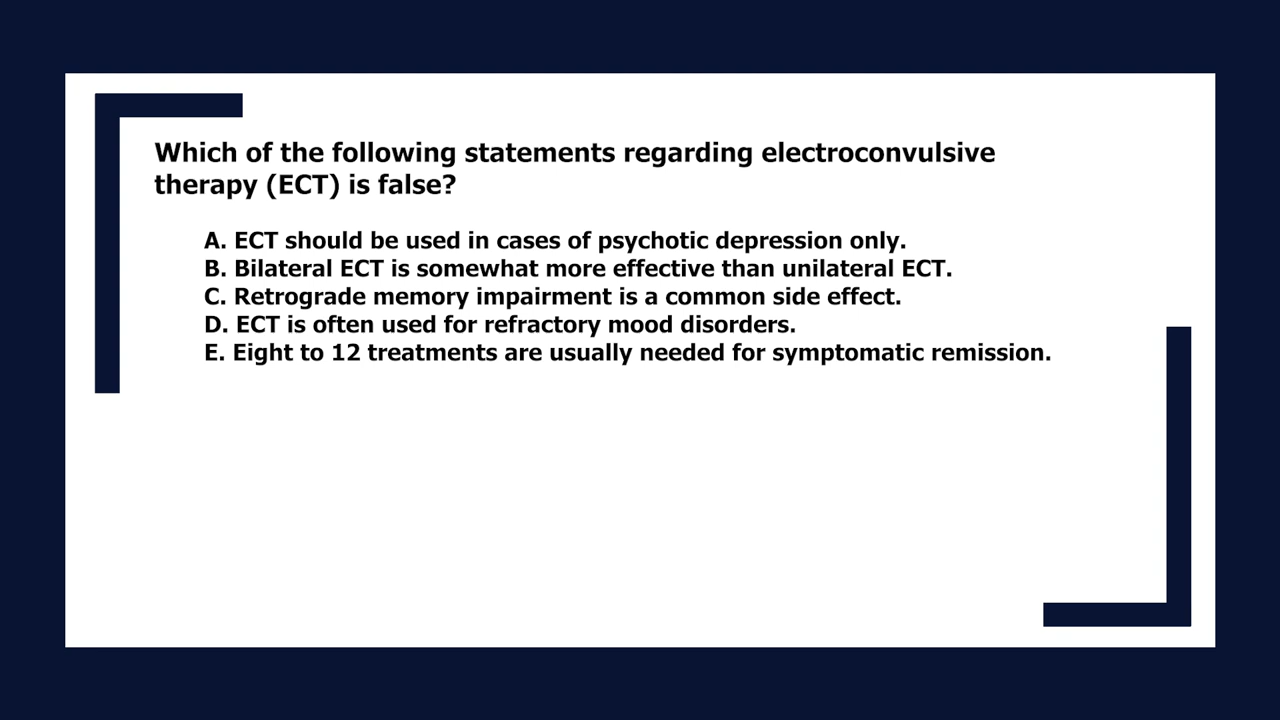 Which of the following statements regarding electroconvulsive
therapy (ECT) is false?
A. ECT should be used in cases of psychotic depression only.
B. Bilateral ECT is somewhat more effective than unilateral ECT.
C. Retrograde memory impairment is a common side effect.
D. ECT is often used for refractory mood disorders.
E. Eight to 12 treatments are usually needed for symptomatic remission.